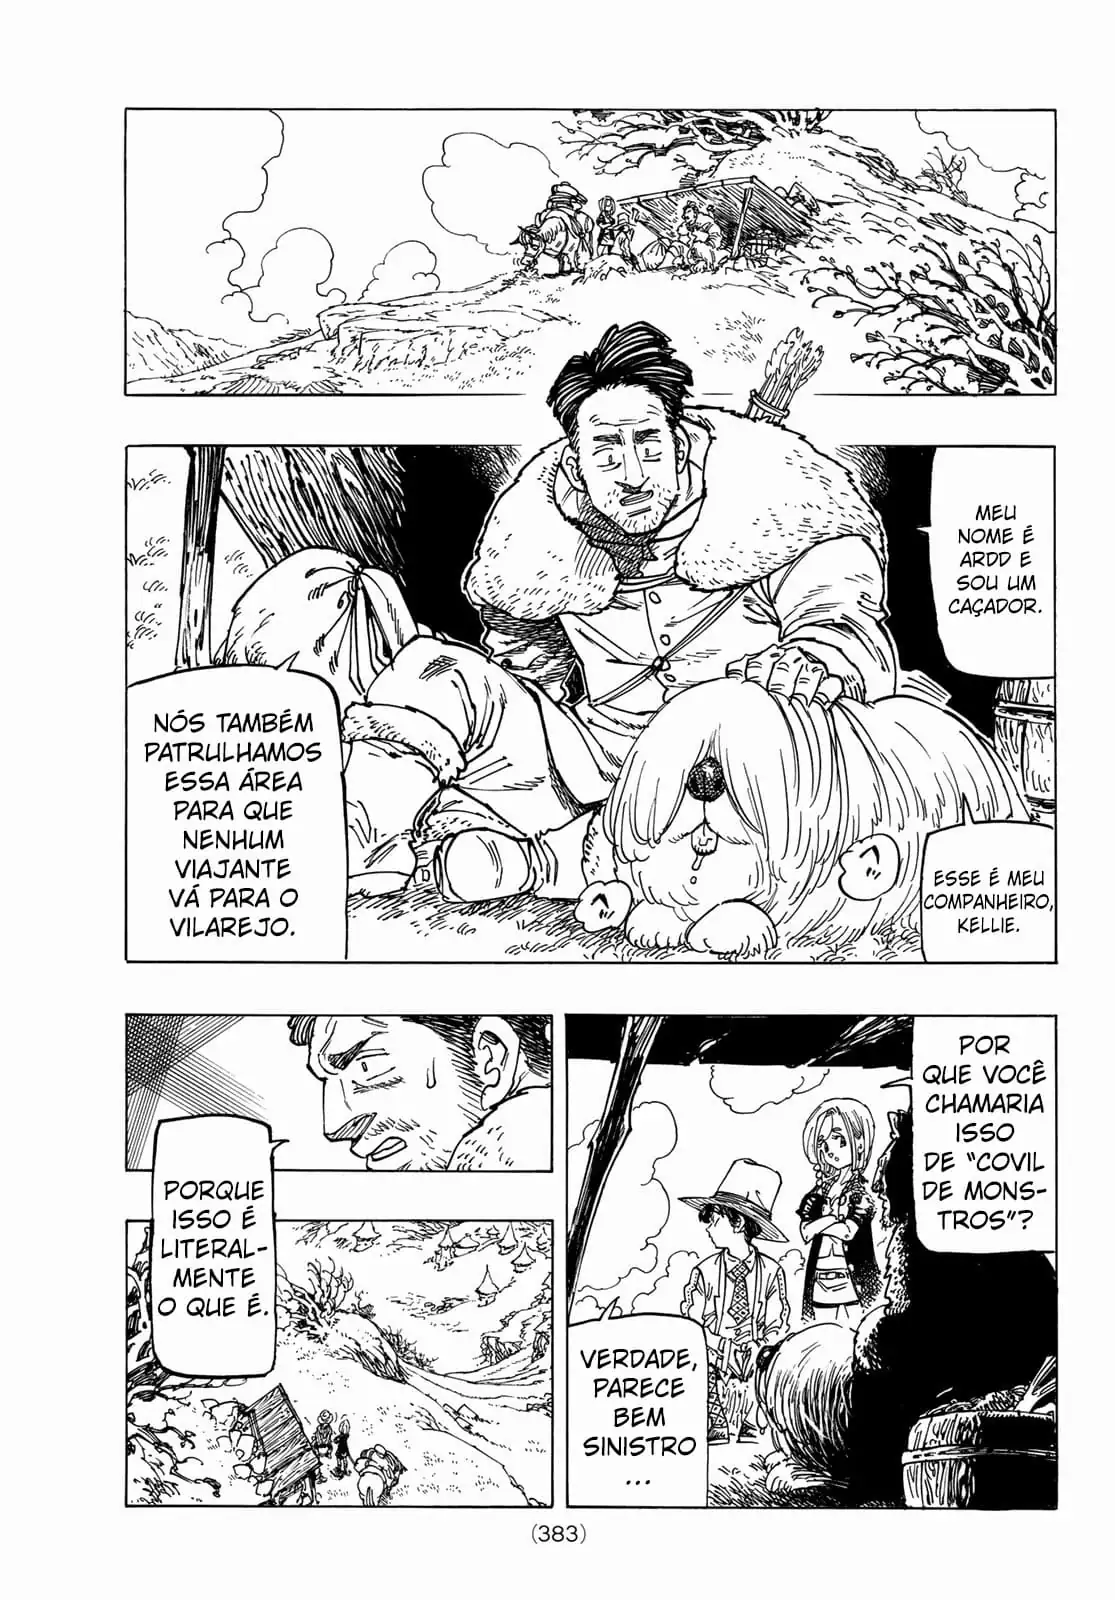 MEU
NOME É
ARDD E
SOU UM
CAÇADOR.
ESSE É MEU
COMPANHEIRO,
KELLIE.
NÓS TAMBÉM
PATRULHAMOS
ESSA ÁREA
PARA QUE
NENHUM
VIAJANTE
VÁ PARA O
VILAREJO.
POR
QUE VOCÊ
CHAMARIA
ISSO
DE "COVIL
DE MONS-
TROS"?
VERDADE,
PARECE
BEM
SINISTRO
...
PORQUE
ISSO É
LITERAL-
MENTE
O QUE É.
(383)